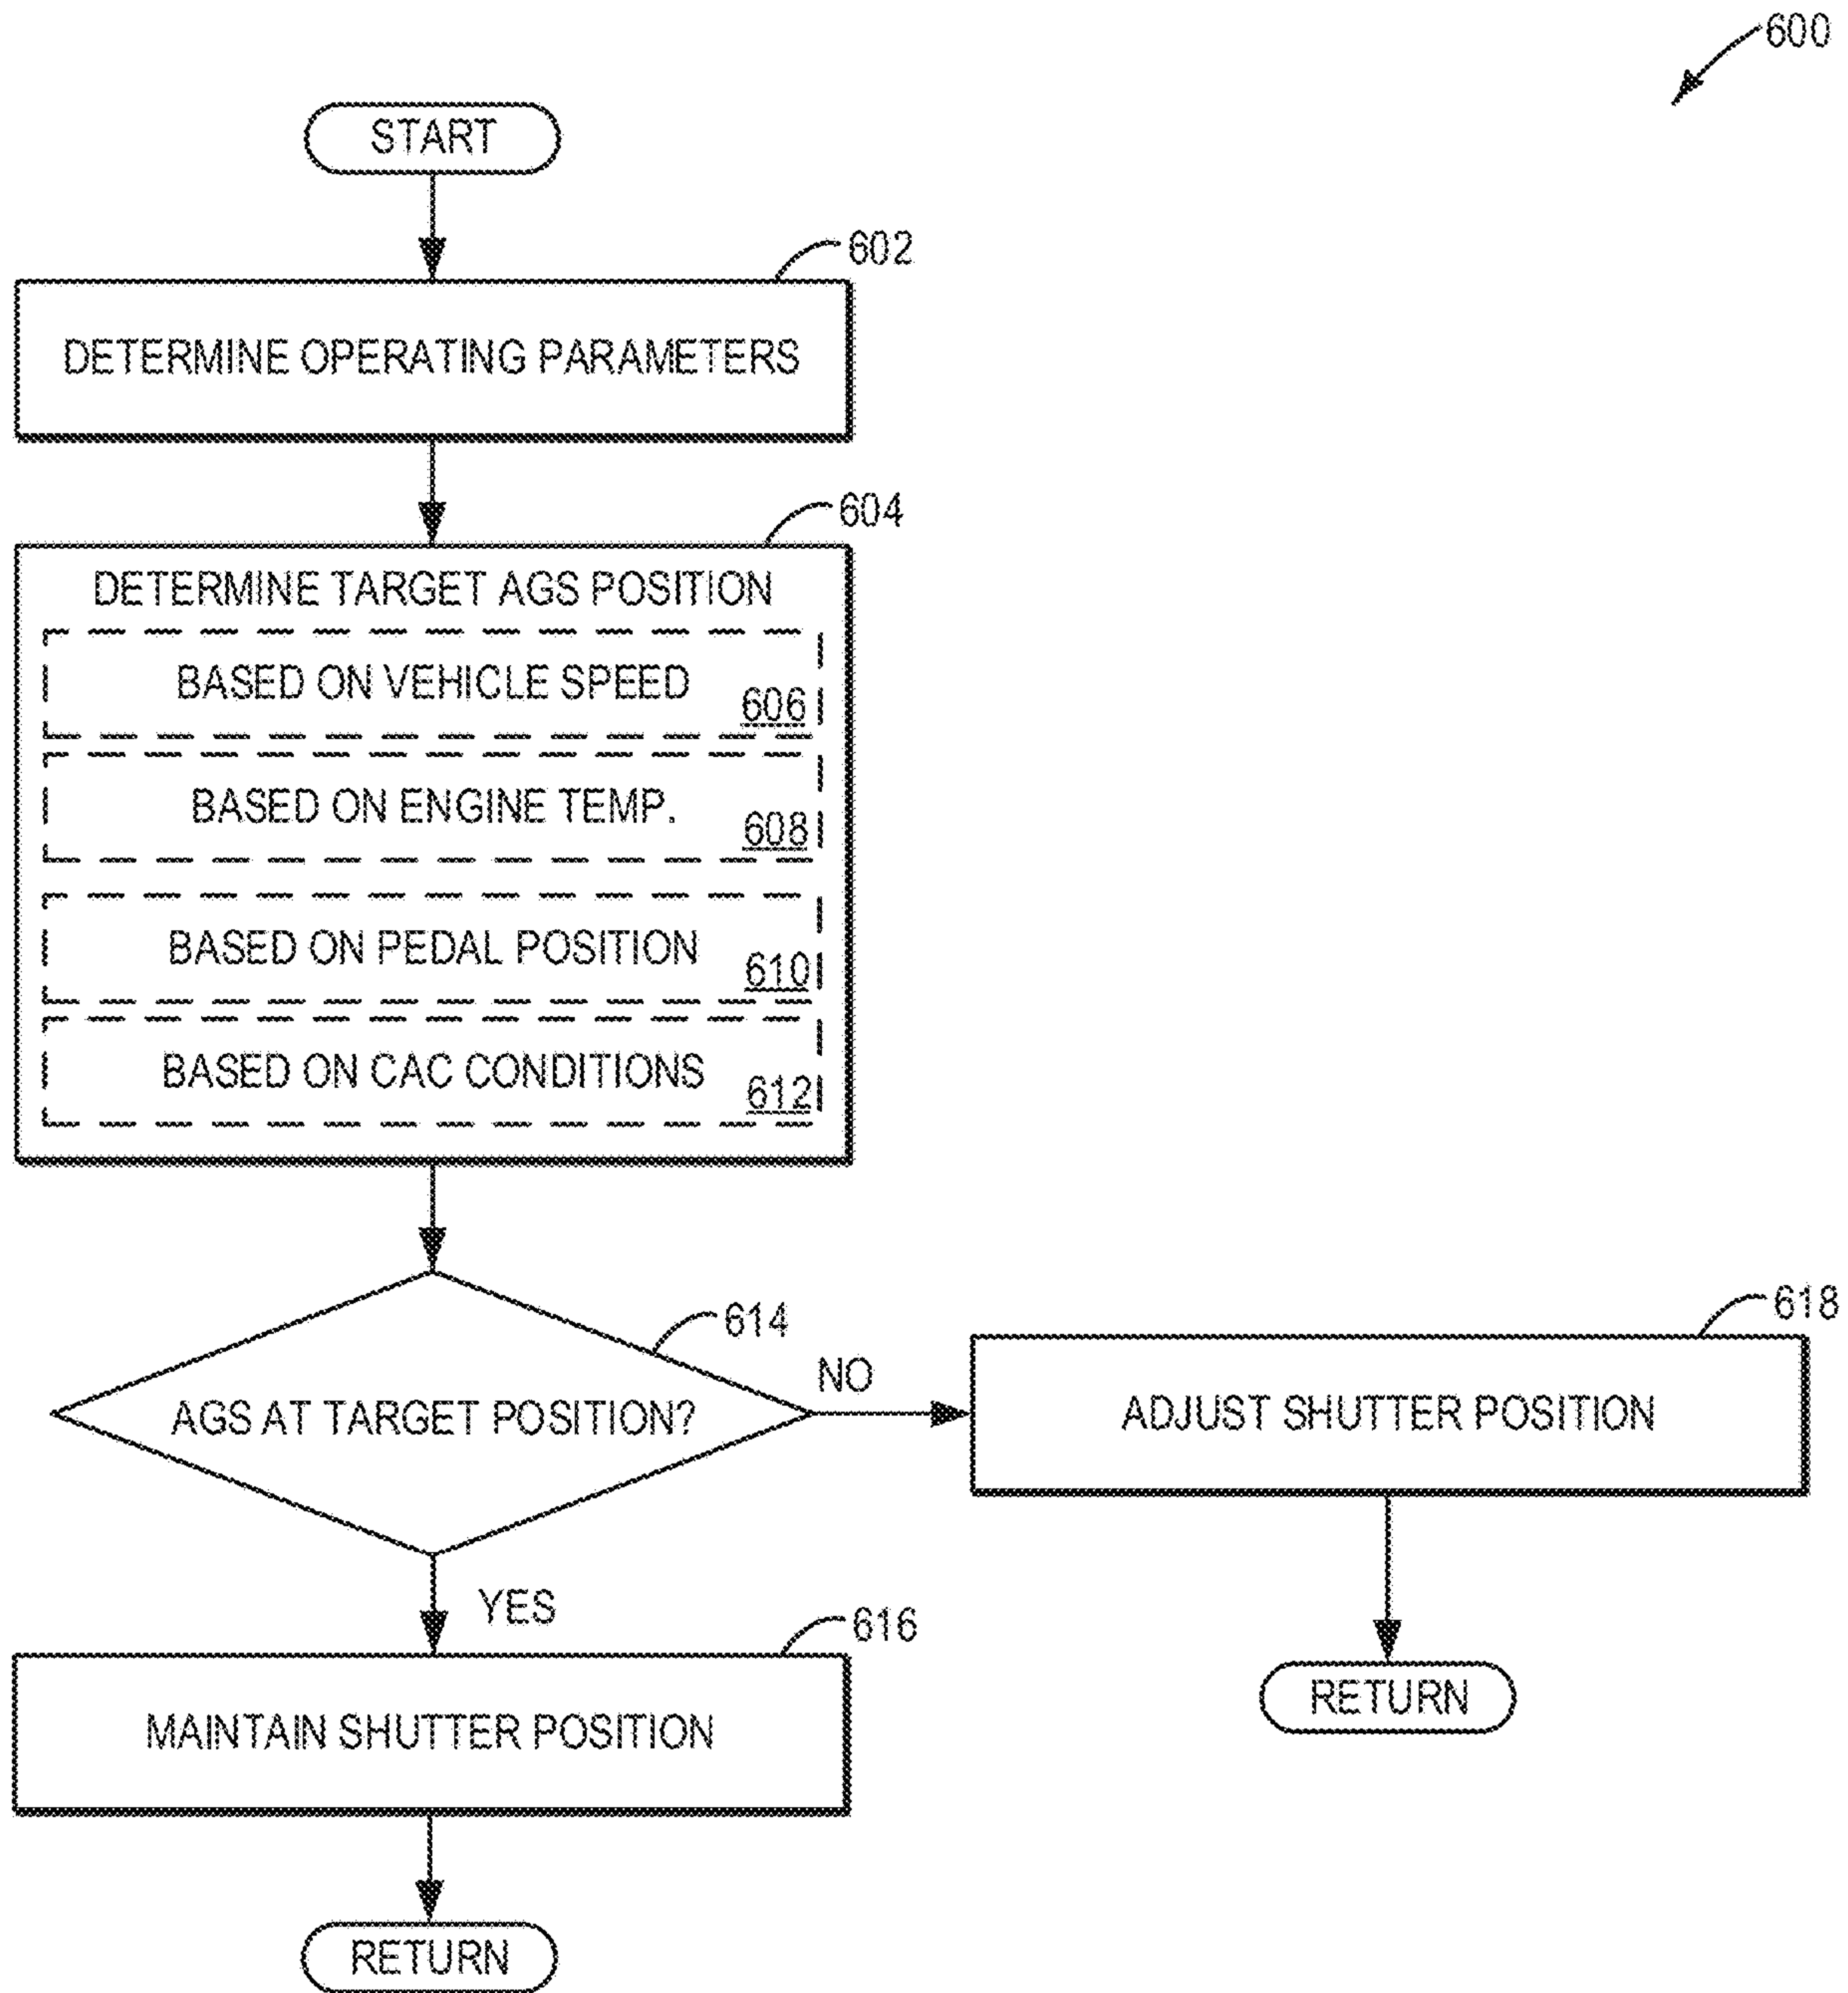 600
START
602
DETERMINE OPERATING PARAMETERS
604
DETERMINE TARGET AGS POSITION
BASED ON VEHICLE SPEED
606
BASED ON ENGINE TEMP.
608
BASED ON PEDAL POSITION
610
BASED ON CAC CONDITIONS
612
614
AGS AT TARGET POSITION?
NO
618
ADJUST SHUTTER POSITION
YES
616
MAINTAIN SHUTTER POSITION
RETURN
RETURN